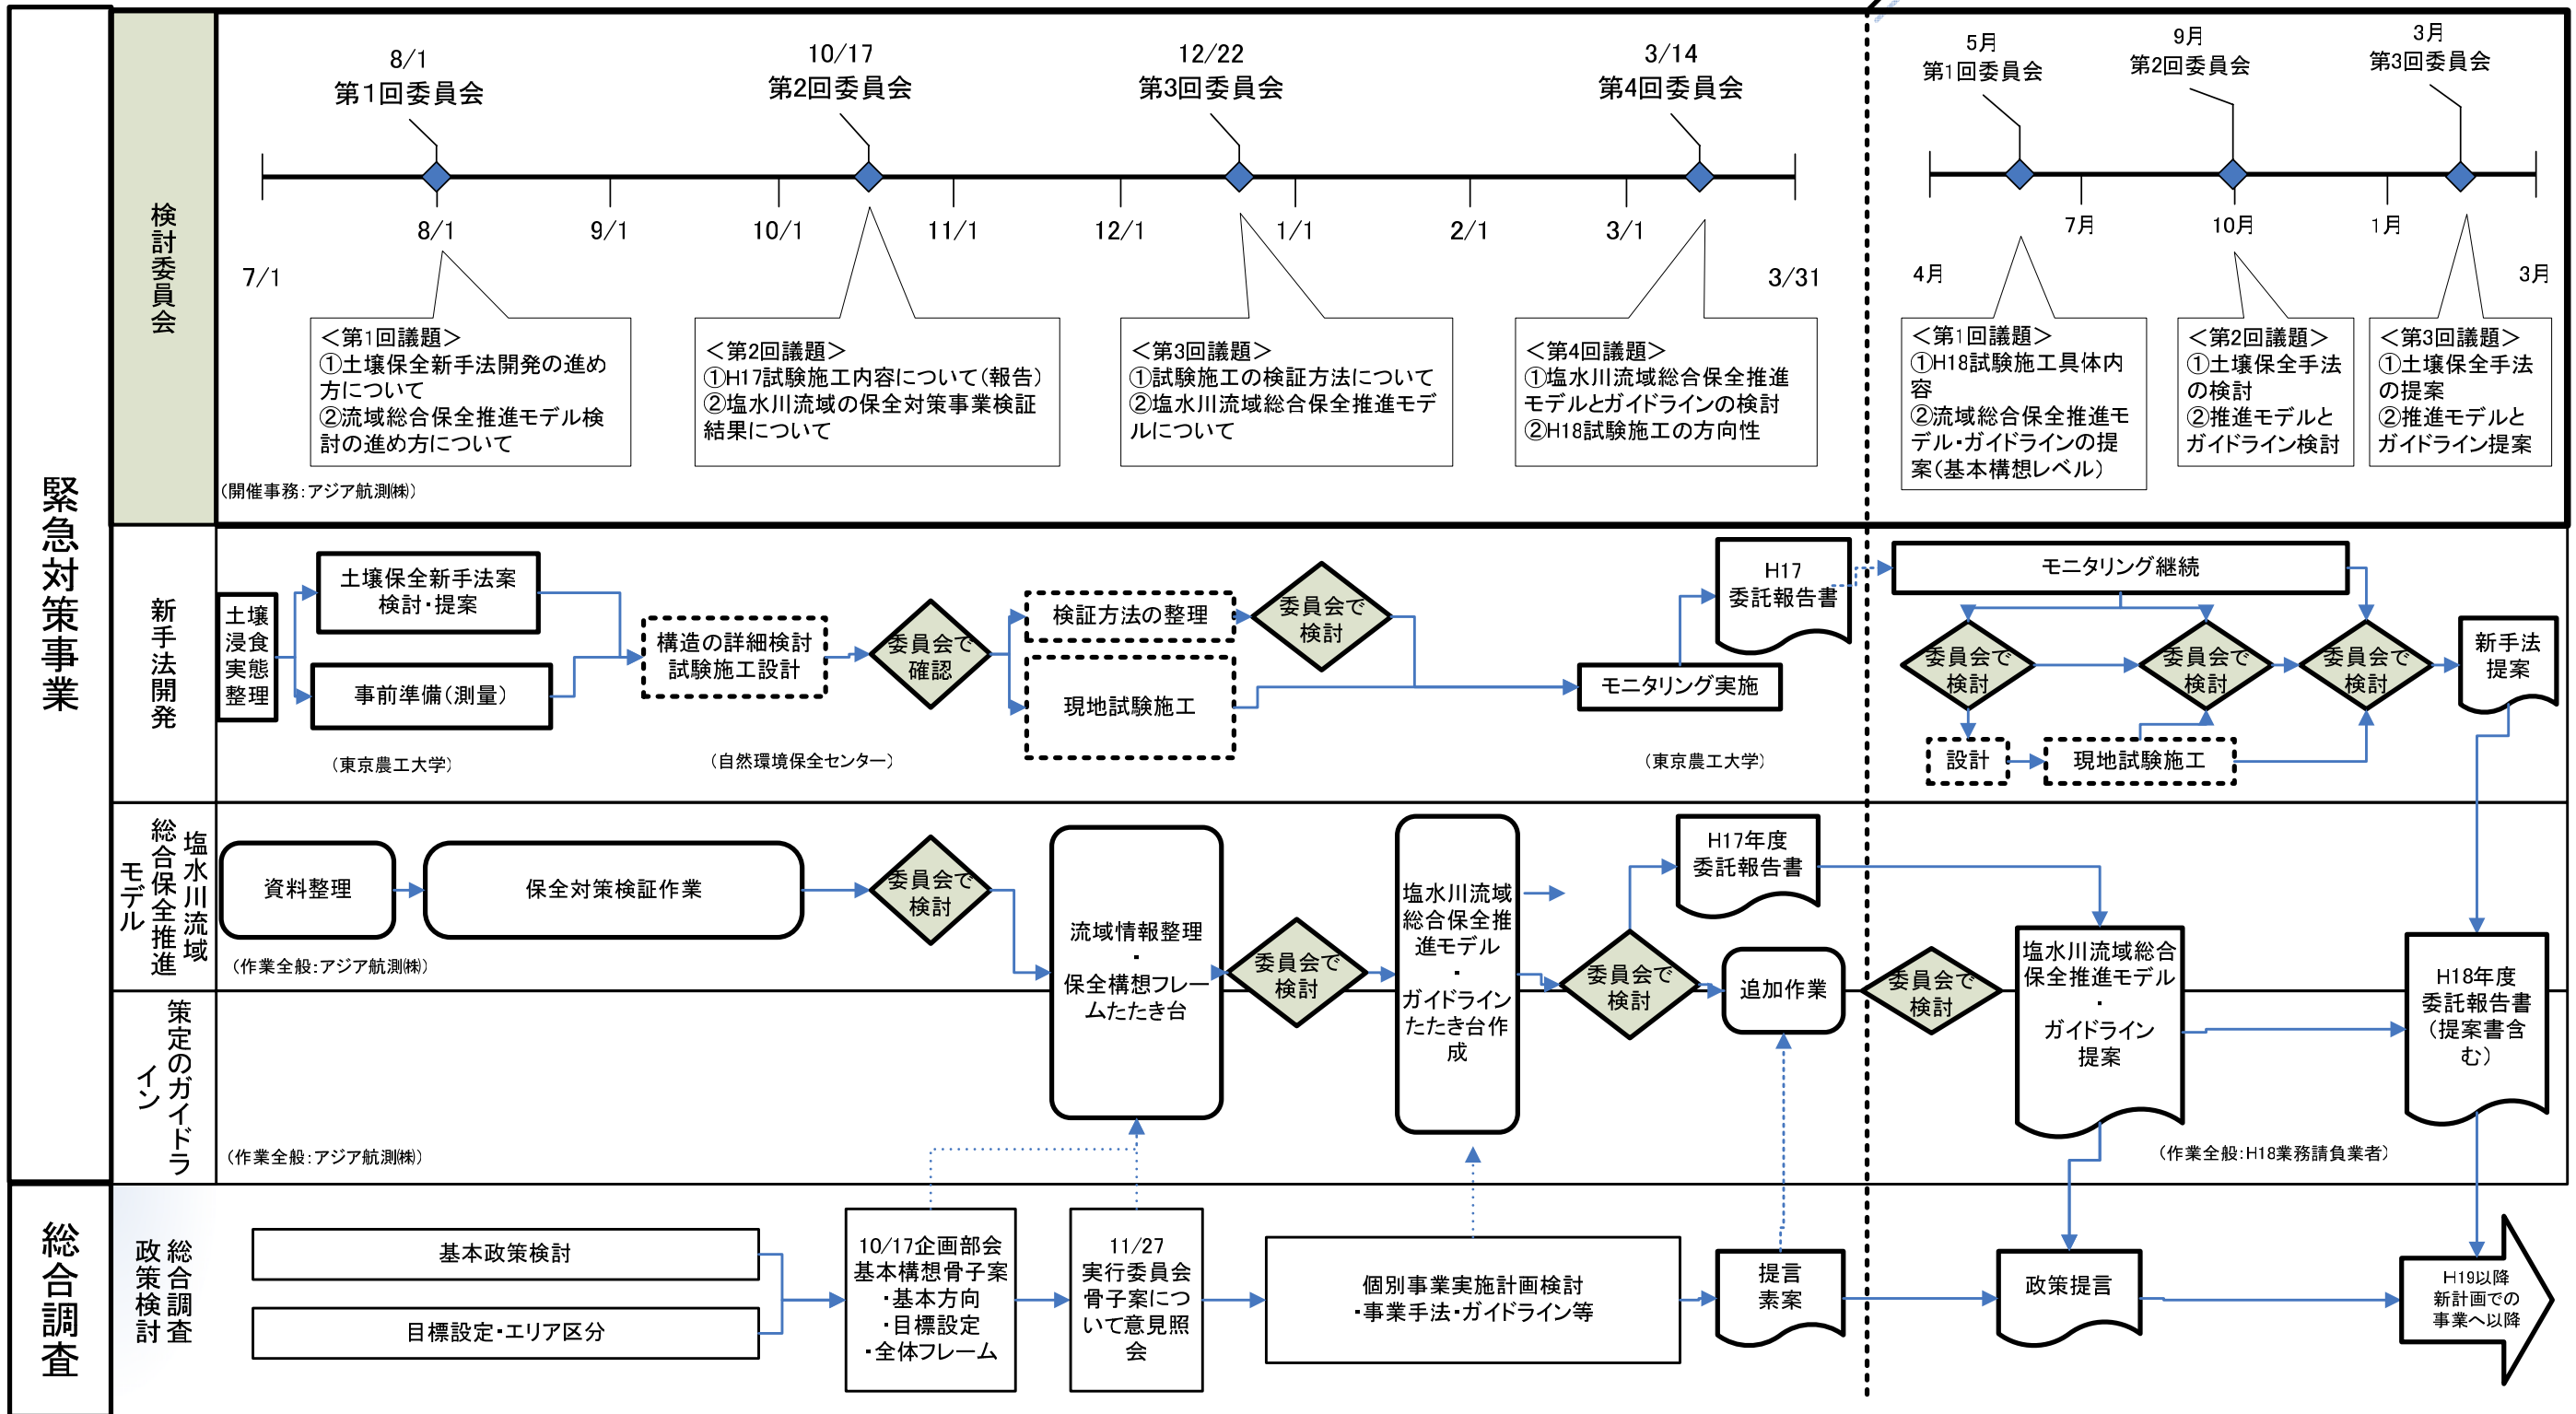 緊急対策事業
検討委員会
8/1
第1回委員会
10/17
第2回委員会
12/22
第3回委員会
3/14
第4回委員会
5月
第1回委員会
9月
第2回委員会
3月
第3回委員会
8/1
9/1
10/1
11/1
12/1
1/1
2/1
3/1
7月
10月
1月
7/1
3/31
4月
3月
＜第1回議題＞
①土壌保全新手法開発の進め
方について
②流域総合保全推進モデル検
討の進め方について
＜第2回議題＞
①H17試験施工内容について（報告）
②塩水川流域の保全対策事業検証
結果について
＜第3回議題＞
①試験施工の検証方法について
②塩水川流域総合保全推進モデ
ルについて
＜第4回議題＞
①塩水川流域総合保全推進
モデルとガイドラインの検討
②H18試験施工の方向性
＜第1回議題＞
①H18試験施工具体内
容
②流域総合保全推進モ
デル・ガイドラインの提
案（基本構想レベル）
＜第2回議題＞
①土壌保全手法
の検討
②推進モデルと
ガイドライン検討
＜第3回議題＞
①土壌保全手法
の提案
②推進モデルと
ガイドライン提案
（開催事務：アジア航測㈱）
新手法開発
土壌
浸食
実態
整理
土壌保全新手法案
検討・提案
事前準備（測量）
（東京農工大学）
構造の詳細検討
試験施工設計
（自然環境保全センター）
委員会で
確認
検証方法の整理
現地試験施工
委員会で
検討
モニタリング実施
（東京農工大学）
H17
委託報告書
モニタリング継続
委員会で
検討
委員会で
検討
委員会で
検討
設計
現地試験施工
新手法
提案
塩水川流域
総合保全推進
モデル
資料整理
保全対策検証作業
（作業全般：アジア航測㈱）
委員会で
検討
流域情報整理
・
保全構想フレー
ムたたき台
委員会で
検討
塩水川流域
総合保全推
進モデル
・
ガイドライン
たたき台作
成
委員会で
検討
H17年度
委託報告書
追加作業
委員会で
検討
塩水川流域総合
保全推進モデル
・
ガイドライン
提案
H18年度
委託報告書
（提案書含
む）
策定のガイドラ
イン
（作業全般：アジア航測㈱）
（作業全般：H18業務請負業者）
総合調査
総合調査
政策検討
基本政策検討
目標設定・エリア区分
10/17企画部会
基本構想骨子案
・基本方向
・目標設定
・全体フレーム
11/27
実行委員会
骨子案につ
いて意見照
会
個別事業実施計画検討
・事業手法・ガイドライン等
提言
素案
政策提言
H19以降
新計画での
事業へ以降